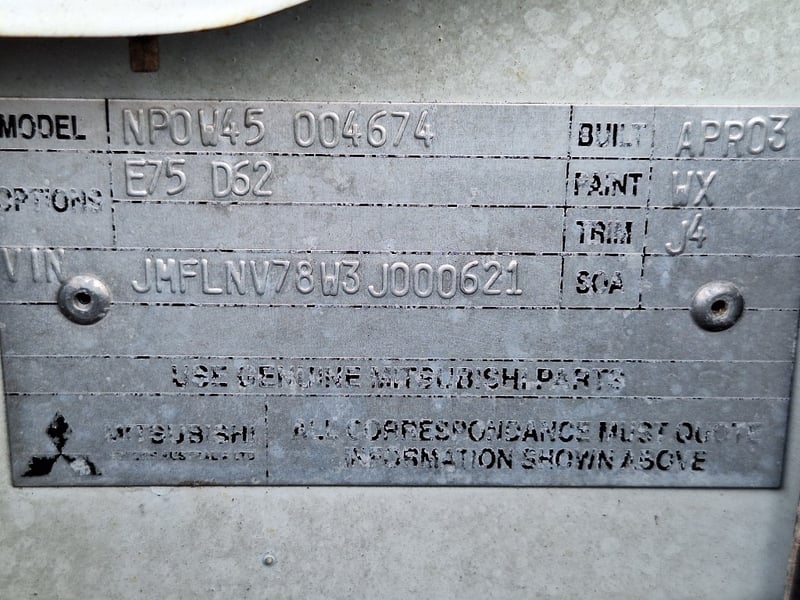 MODEL NPOW45 004674 BUILT APR03
OPTIONS E75 D62 PAINT WX
TRIM J4
VIN JMFLNV78W3J000621 SOA
USE GENUINE MITSUBISHI PARTS
MITSUBISHI ALL CORRESPONDANCE MUST QUOTE
INFORMATION SHOWN ABOVE